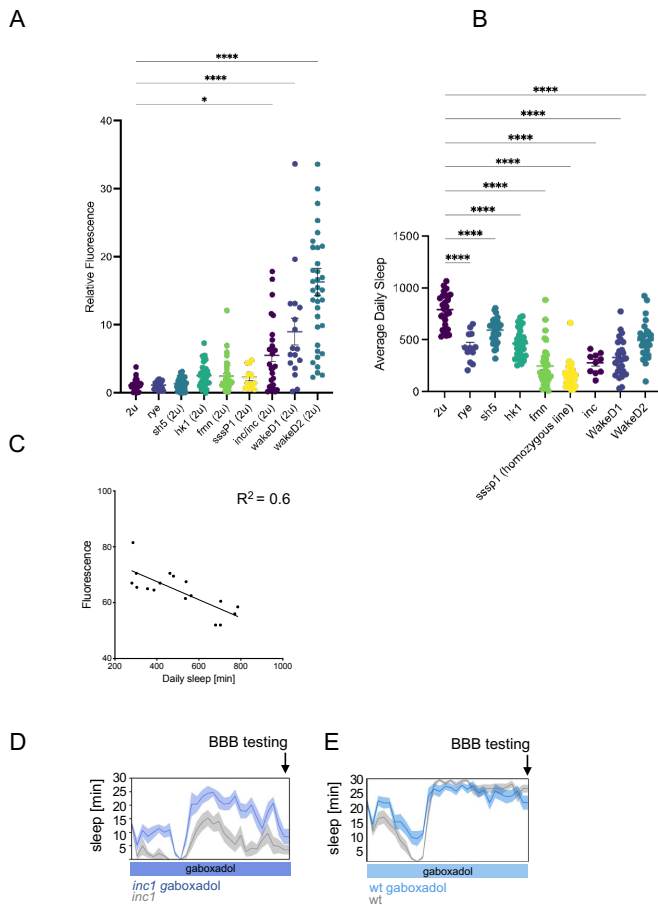 A
****
****
*
Relative Fluorescence
40
30
20
10
0
2u
rye
sh5 (2u)
hk1 (2u)
fmn (2u)
sssP1 (2u)
inc/inc (2u)
wakeD1 (2u)
wakeD2 (2u)
B
****
****
****
****
****
****
****
****
Average Daily Sleep
1500
1000
500
0
2u
rye
sh5
hk1
fmn
sssp1 (homozygous line)
inc
WakeD1
WakeD2
C
R2 = 0.6
Fluorescence
100
80
60
40
200
400
600
800
1000
Daily sleep [min]
D
BBB testing
sleep [min]
30
25
20
15
10
5
gaboxadol
inc1 gaboxadol
inc1
E
BBB testing
sleep [min]
30
25
20
15
10
5
gaboxadol
wt gaboxadol
wt